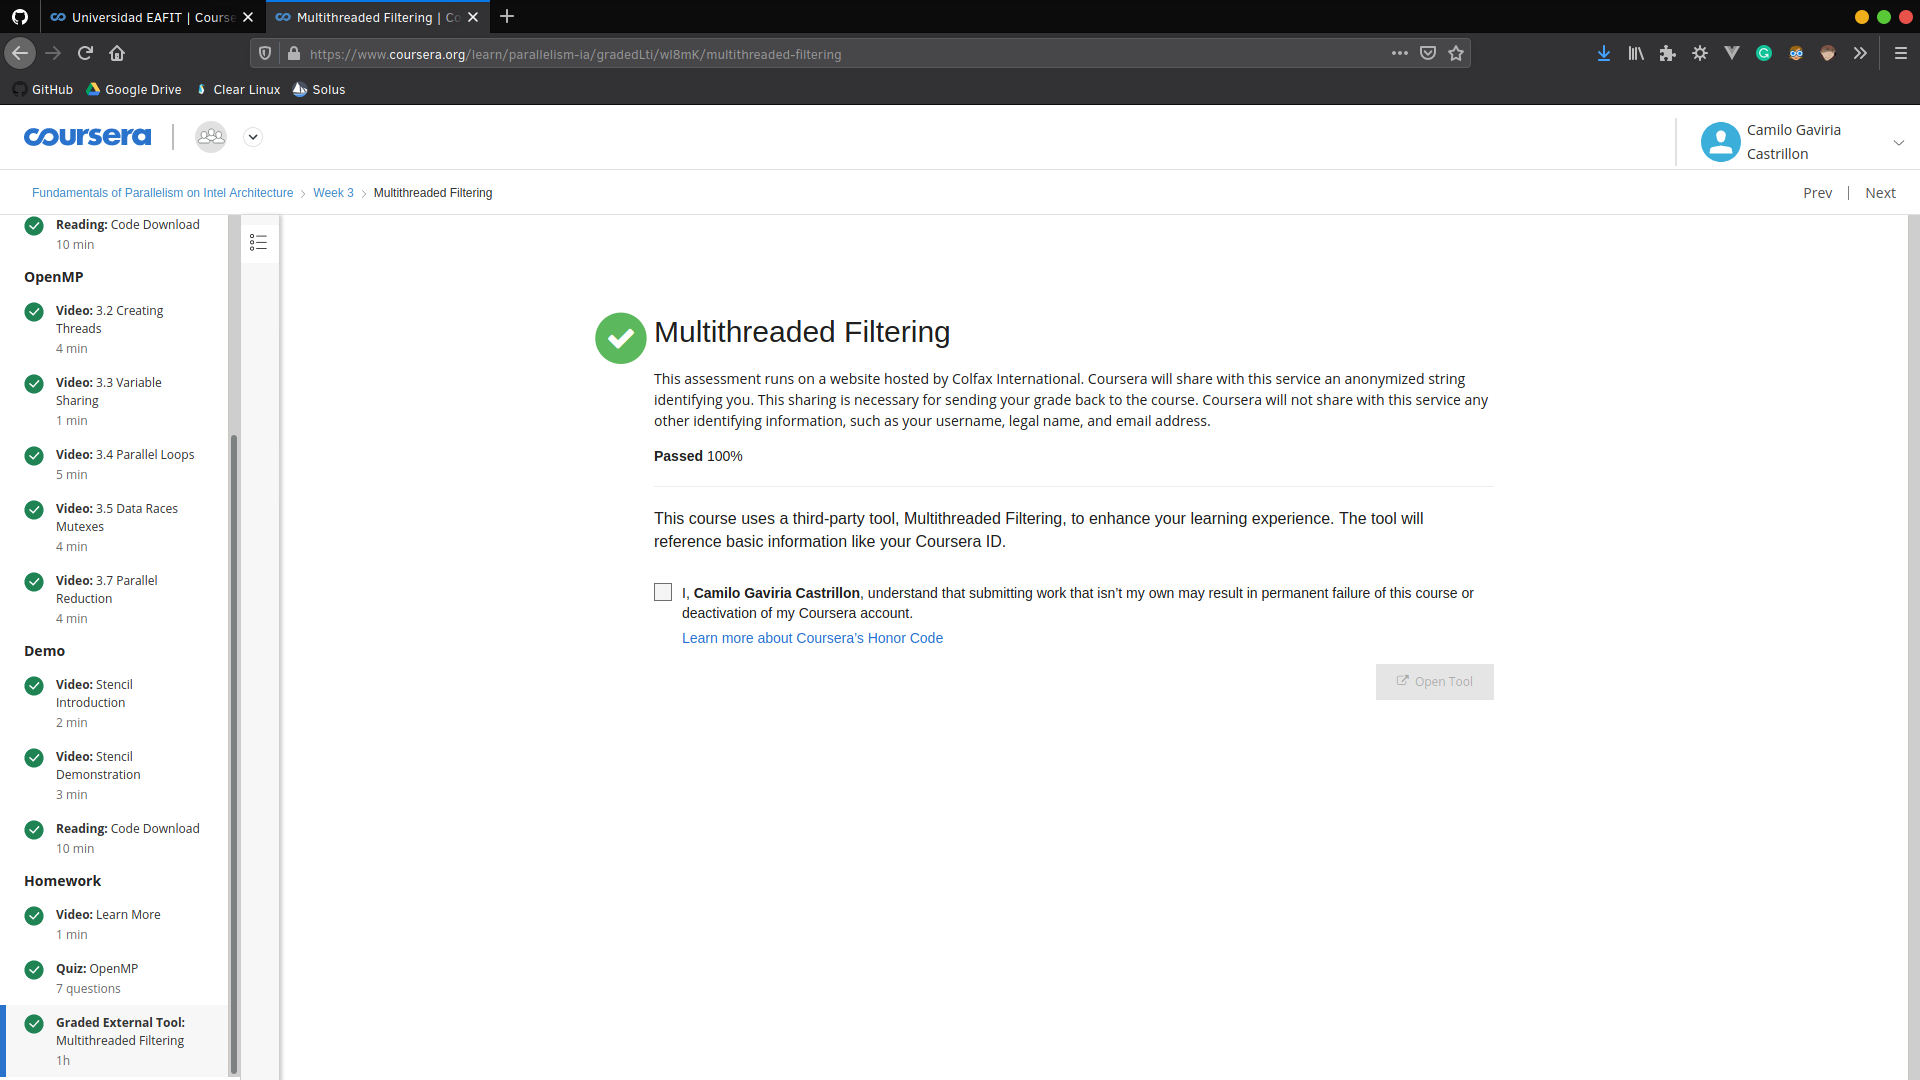 Universidad EAFIT | Course
Multithreaded Filtering | Co
https://www.coursera.org/learn/parallelism-ia/gradedLti/wl8mK/multithreaded-filtering
GitHub
Google Drive
Clear Linux
Solus
coursera
Camilo Gaviria
Castrillon
Fundamentals of Parallelism on Intel Architecture
Week 3
Multithreaded Filtering
Prev
Next
Reading: Code Download
10 min
OpenMP
Video: 3.2 Creating
Threads
4 min
Video: 3.3 Variable
Sharing
1 min
Video: 3.4 Parallel Loops
5 min
Video: 3.5 Data Races
Mutexes
4 min
Video: 3.7 Parallel
Reduction
4 min
Demo
Video: Stencil
Introduction
2 min
Video: Stencil
Demonstration
3 min
Reading: Code Download
10 min
Homework
Video: Learn More
1 min
Quiz: OpenMP
7 questions
Graded External Tool:
Multithreaded Filtering
1h
Multithreaded Filtering
This assessment runs on a website hosted by Colfax International. Coursera will share with this service an anonymized string
identifying you. This sharing is necessary for sending your grade back to the course. Coursera will not share with this service any
other identifying information, such as your username, legal name, and email address.
Passed 100%
This course uses a third-party tool, Multithreaded Filtering, to enhance your learning experience. The tool will
reference basic information like your Coursera ID.
I, Camilo Gaviria Castrillon, understand that submitting work that isn't my own may result in permanent failure of this course or
deactivation of my Coursera account.
Learn more about Coursera's Honor Code
Open Tool